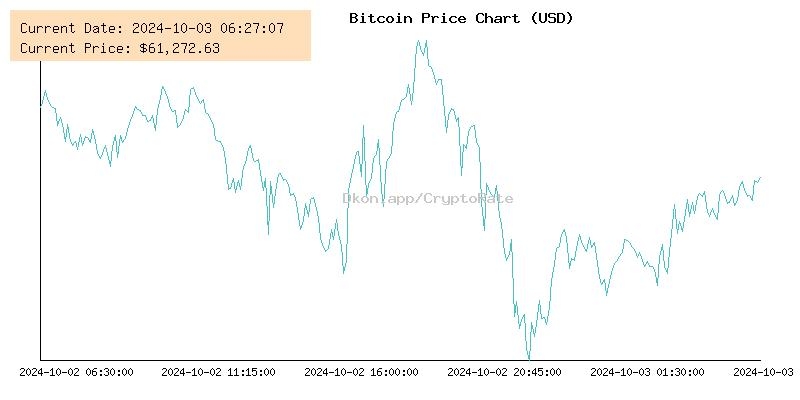 Bitcoin Price Chart (USD)
Current Date: 2024-10-03 06:27:07
Current Price: $61,272.63
Dkon.app/CryptoRate
2024-10-02 06:30:00 2024-10-02 11:15:00 2024-10-02 16:00:00 2024-10-02 20:45:00 2024-10-03 01:30:00 2024-10-03